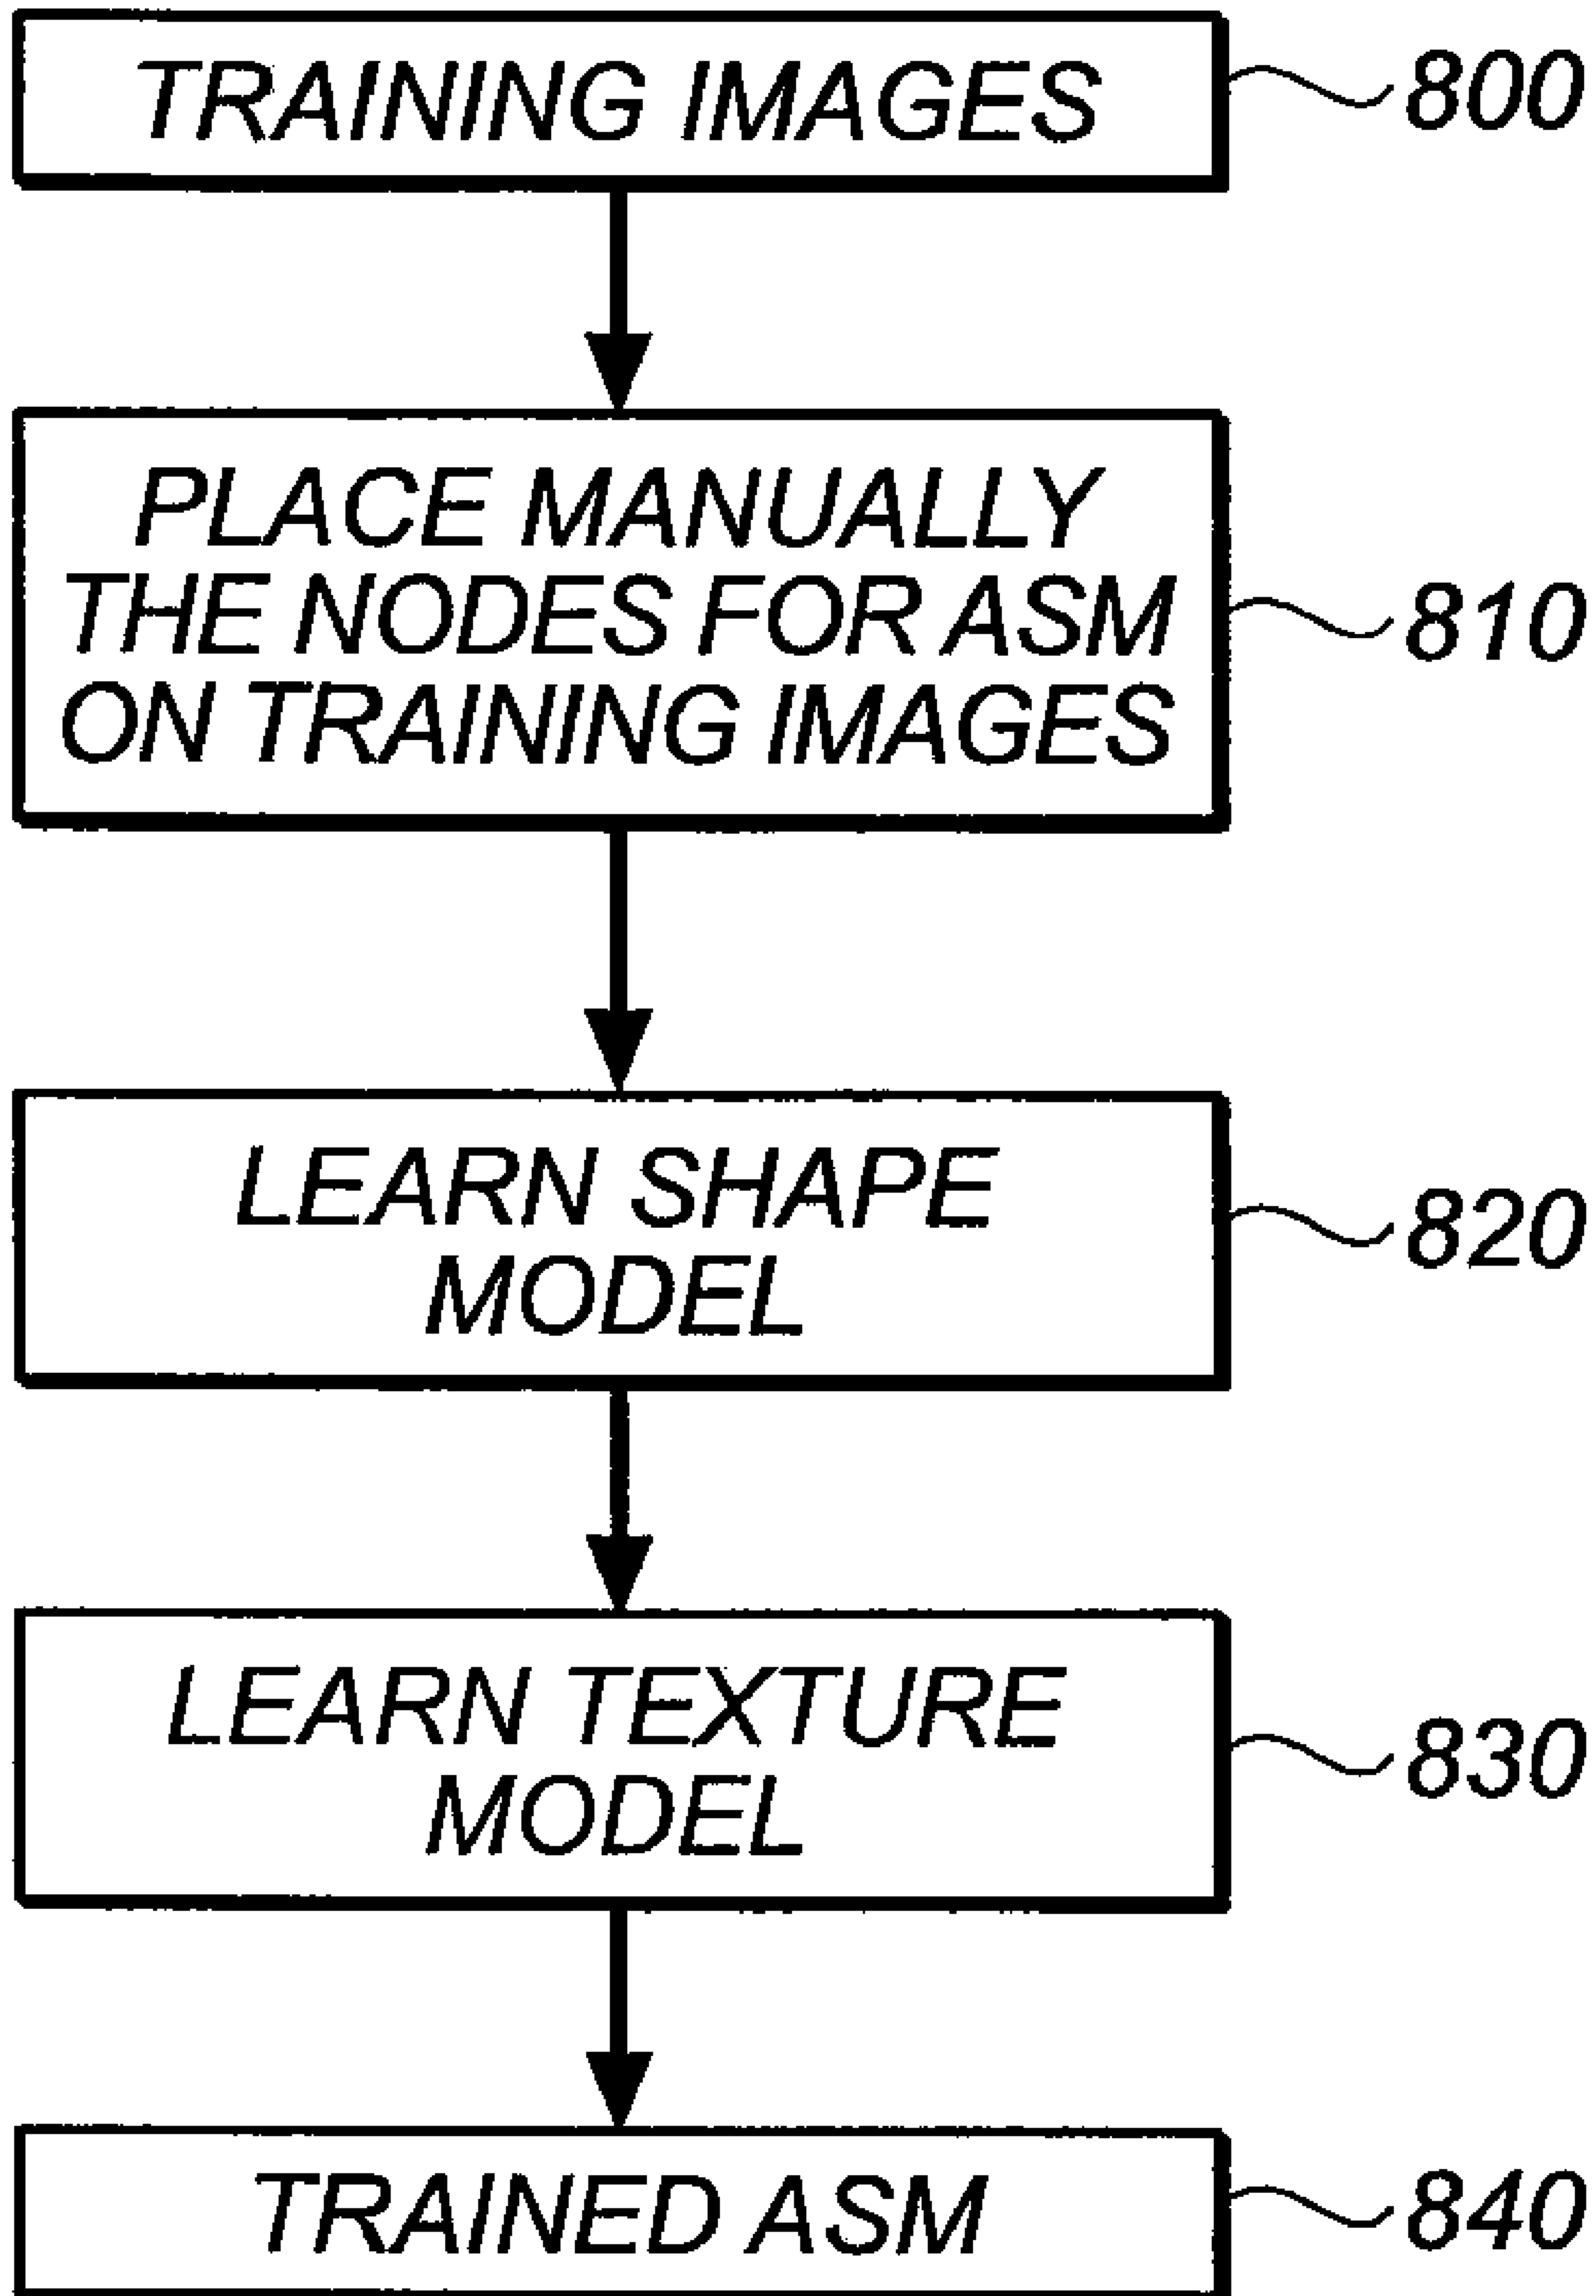 TRAINING IMAGES
800
PLACE MANUALLY
THE NODES FOR ASM
ON TRAINING IMAGES
810
LEARN SHAPE
MODEL
820
LEARN TEXTURE
MODEL
830
TRAINED ASM
840